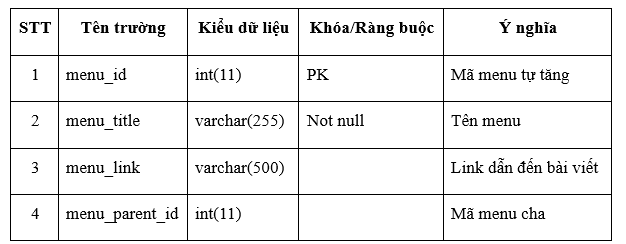 STT Tên trường Kiểu dữ liệu Khóa/Ràng buộc Ý nghĩa
1 menu_id int(11) PK Mã menu tự tăng
2 menu_title varchar(255) Not null Tên menu
3 menu_link varchar(500) Link dẫn đến bài viết
4 menu_parent_id int(11) Mã menu cha